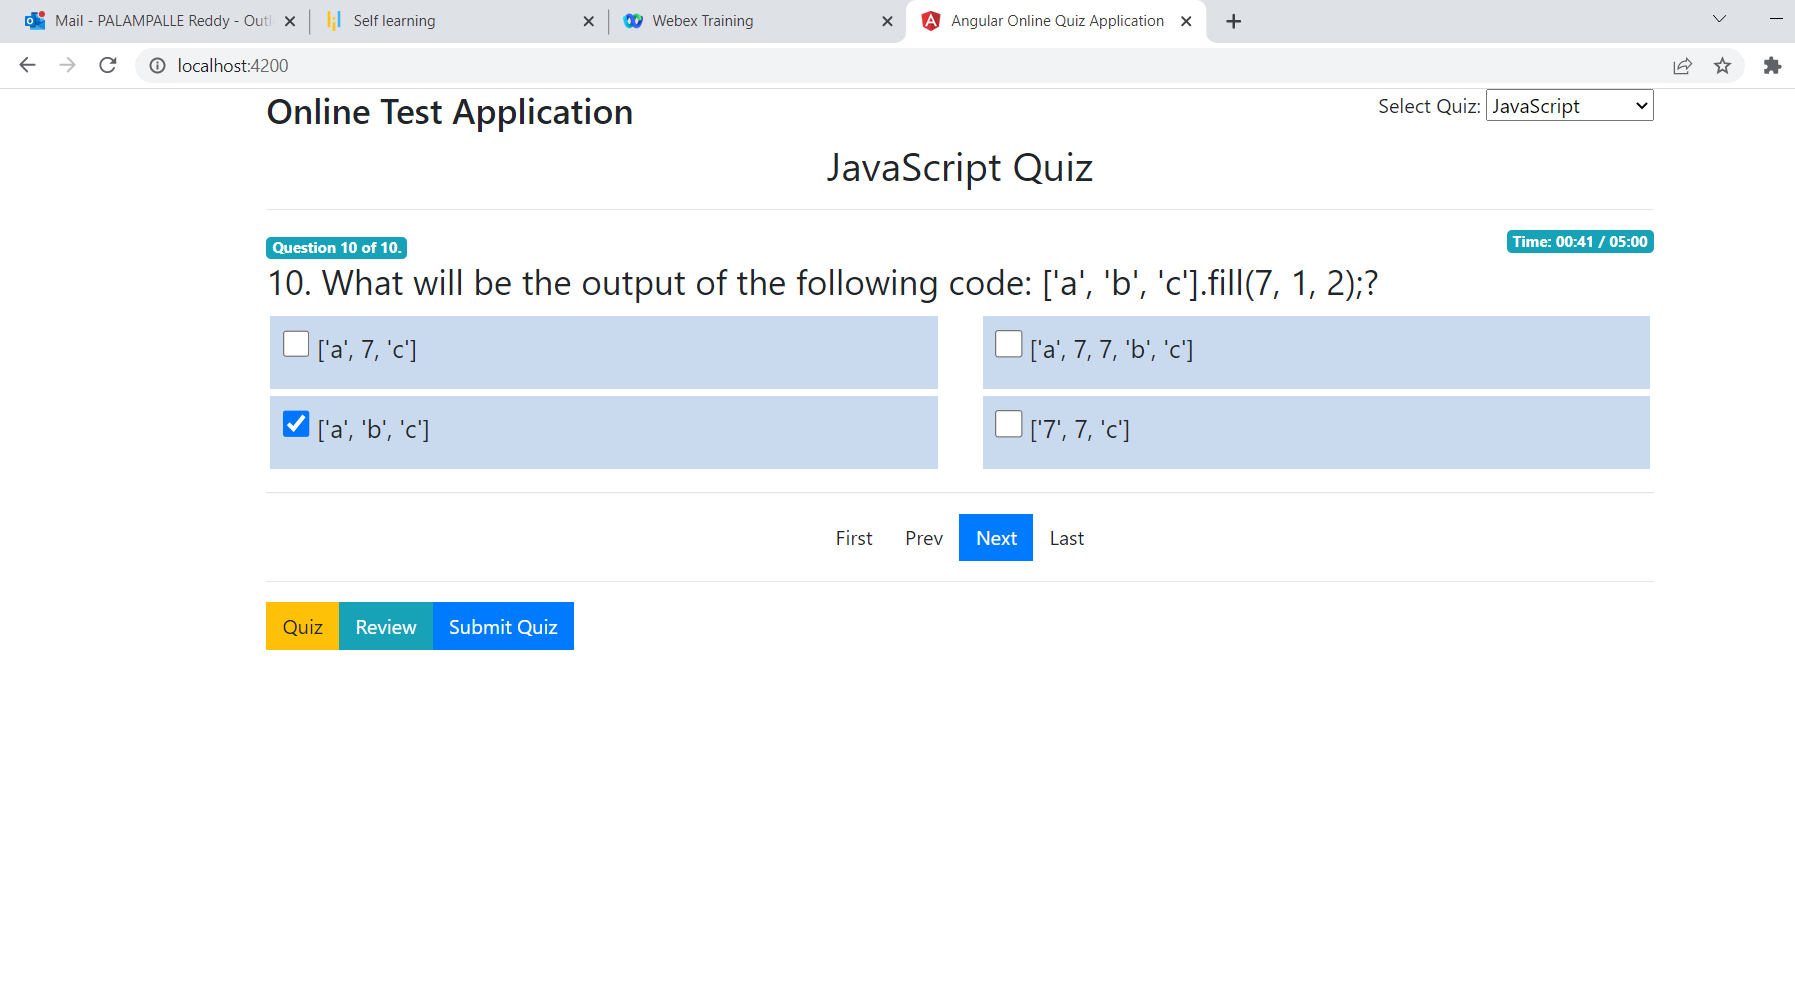 Mail - PALAMPALLE Reddy - Outl
Self learning
Webex Training
Angular Online Quiz Application
localhost:4200
Online Test Application
Select Quiz: JavaScript
JavaScript Quiz
Question 10 of 10.
Time: 00:41 / 05:00
10. What will be the output of the following code: ['a', 'b', 'c'].fill(7, 1, 2);?
['a', 7, 'c']
['a', 7, 7, 'b', 'c']
['a', 'b', 'c']
['7', 7, 'c']
First Prev Next Last
Quiz Review Submit Quiz